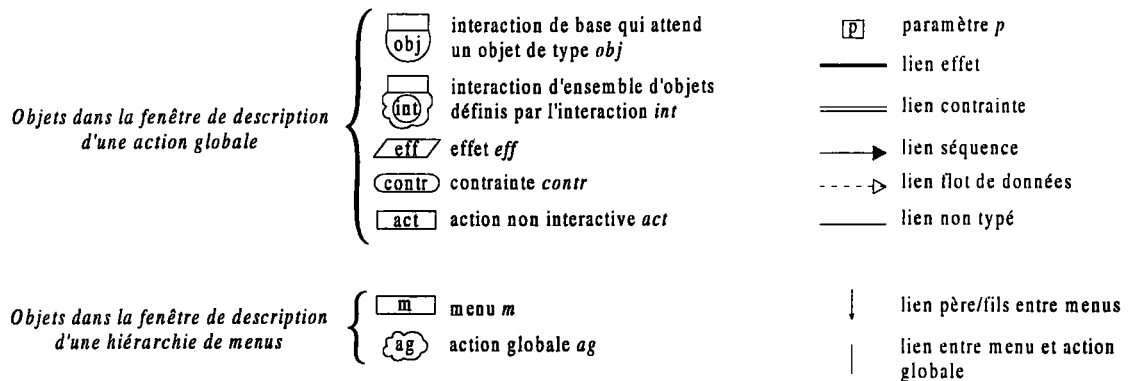 Objets dans la fenêtre de description
d'une action globale
obj
interaction de base qui attend
un objet de type obj
int
interaction d'ensemble d'objets
définis par l'interaction int
eff
effet eff
contr
contrainte contr
act
action non interactive act
p
paramètre p
lien effet
lien contrainte
lien séquence
lien flot de données
lien non typé
Objets dans la fenêtre de description
d'une hiérarchie de menus
m
menu m
ag
action globale ag
lien père/fils entre menus
lien entre menu et action
globale